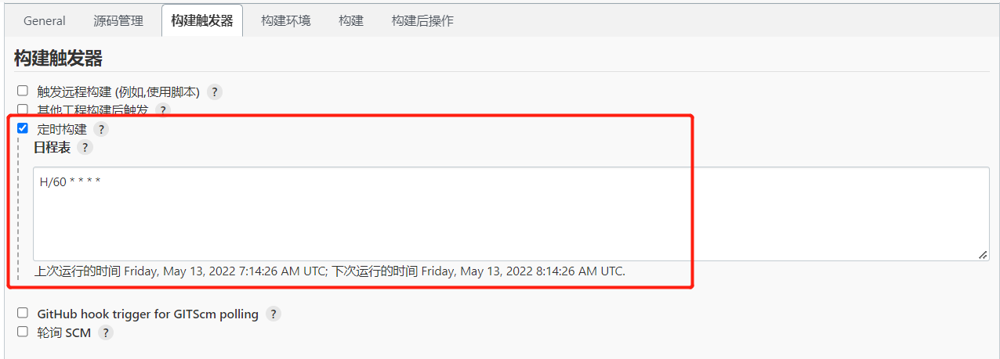 General 源码管理 构建触发器 构建环境 构建 构建后操作
构建触发器
触发远程构建 (例如,使用脚本) ?
其他工程构建后触发 ?
定时构建 ?
日程表 ?
H/60 * * * *
上次运行的时间 Friday, May 13, 2022 7:14:26 AM UTC; 下次运行的时间 Friday, May 13, 2022 8:14:26 AM UTC.
GitHub hook trigger for GITScm polling ?
轮询 SCM ?